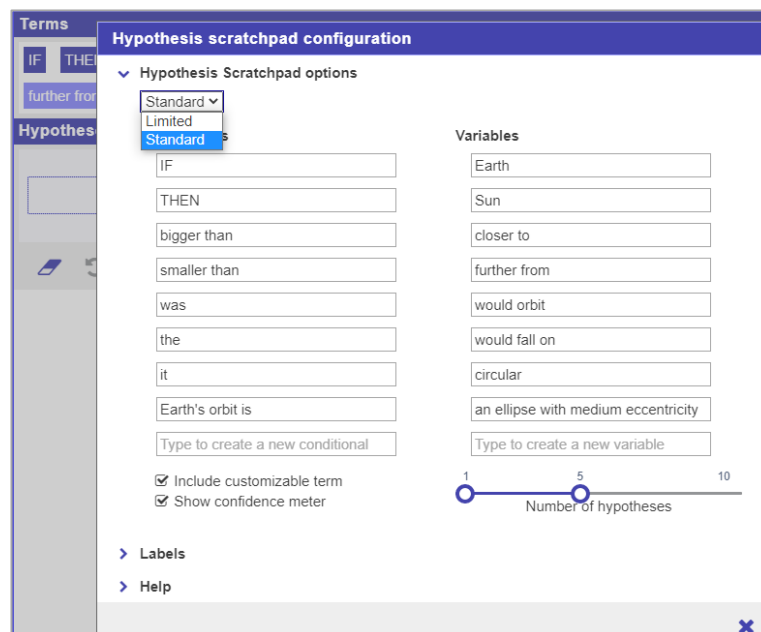 Terms
Hypothesis scratchpad configuration
IF THE
Hypothesis Scratchpad options
further fro
Standard
Limited
Standard
Hypothes
s Variables
IF Earth
THEN Sun
bigger than closer to
smaller than further from
was would orbit
the would fall on
it circular
Earth's orbit is an ellipse with medium eccentricity
Type to create a new conditional Type to create a new variable
Include customizable term
Show confidence meter
1 5 10
Number of hypotheses
Labels
Help